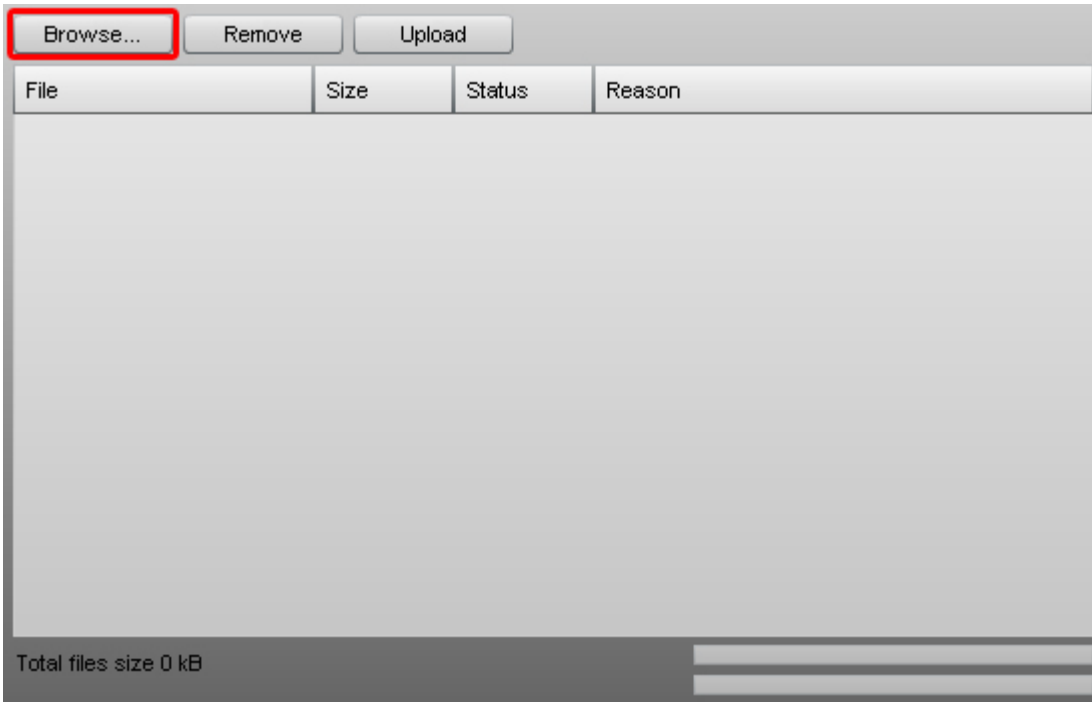 Browse... Remove Upload
File Size Status Reason
Total files size 0 kB